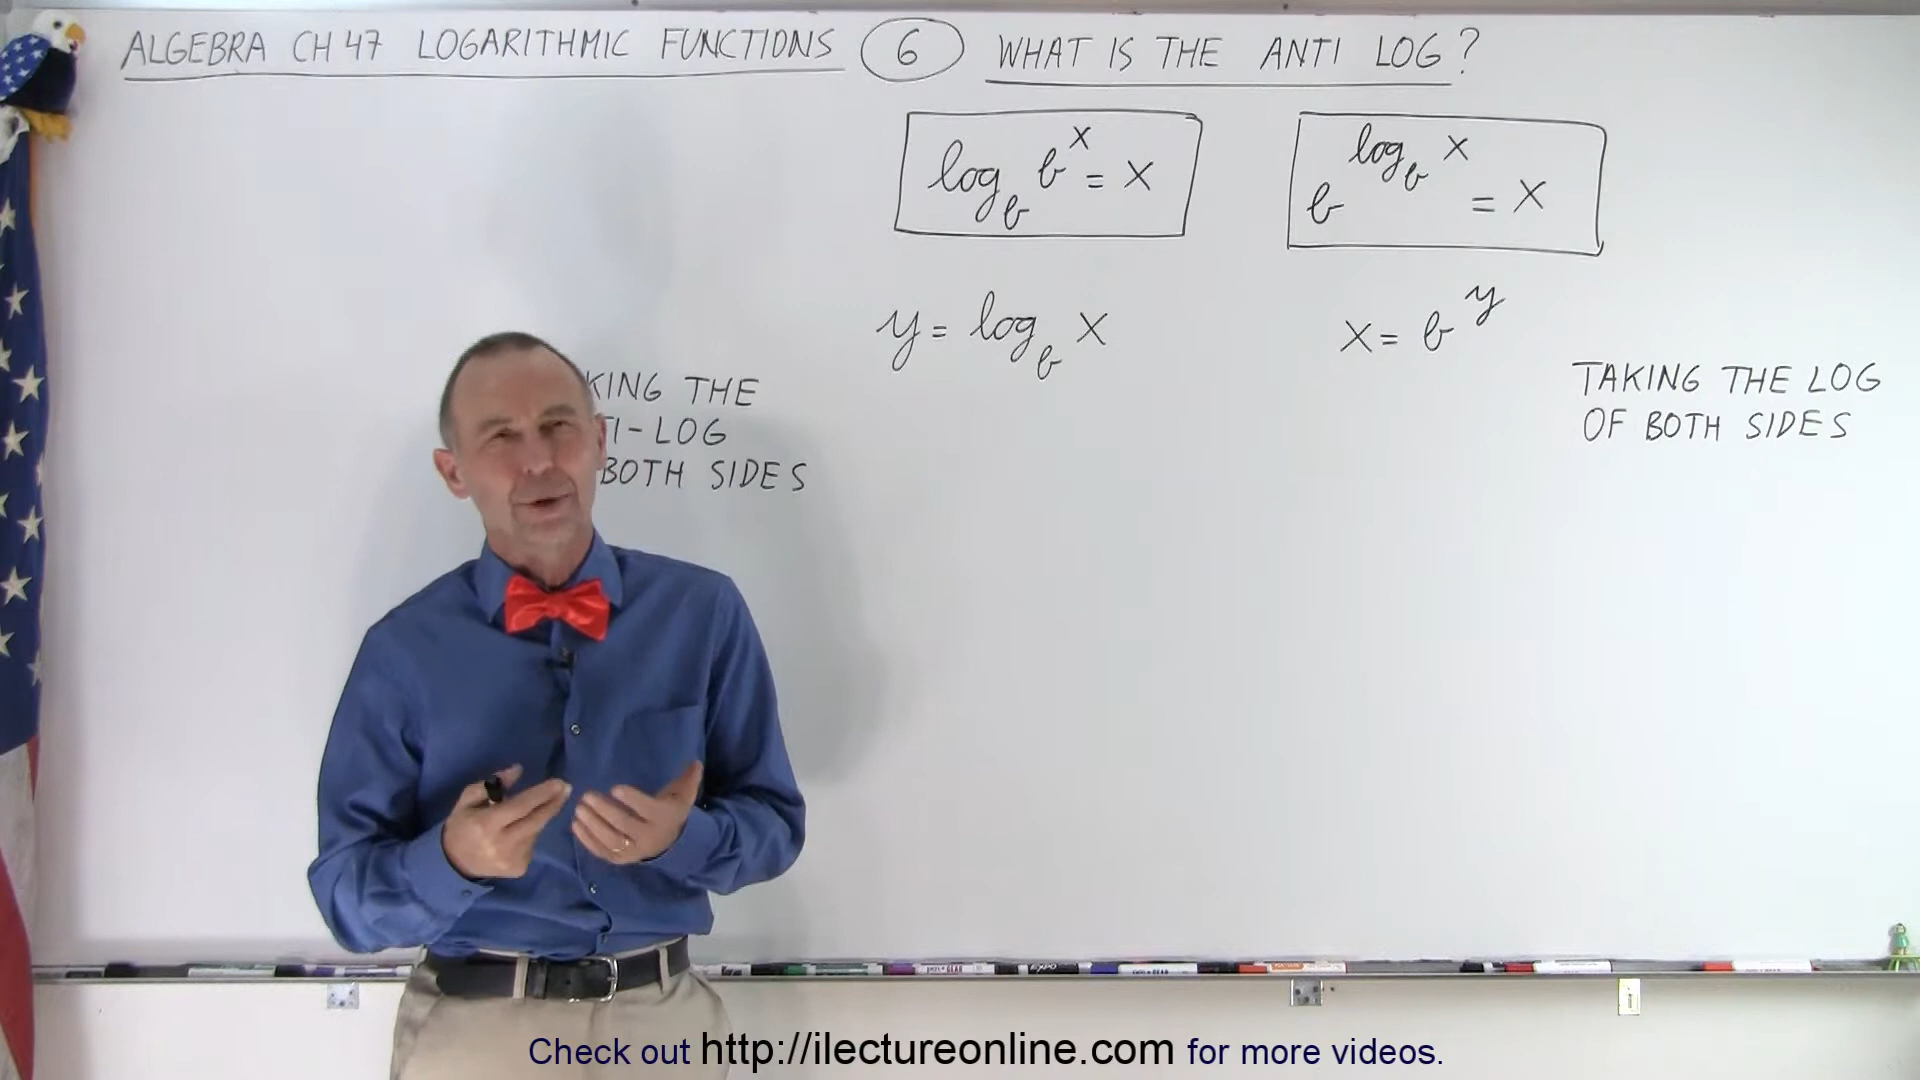 ALGEBRA CH 47 LOGARITHMIC FUNCTIONS 6 WHAT IS THE ANTI LOG?
log_b b^x = x
b^(log_b x) = x
y = log_b x
x = b^y
KING THE
TI-LOG
BOTH SIDES
TAKING THE LOG
OF BOTH SIDES
Check out http://ilectureonline.com for more videos.